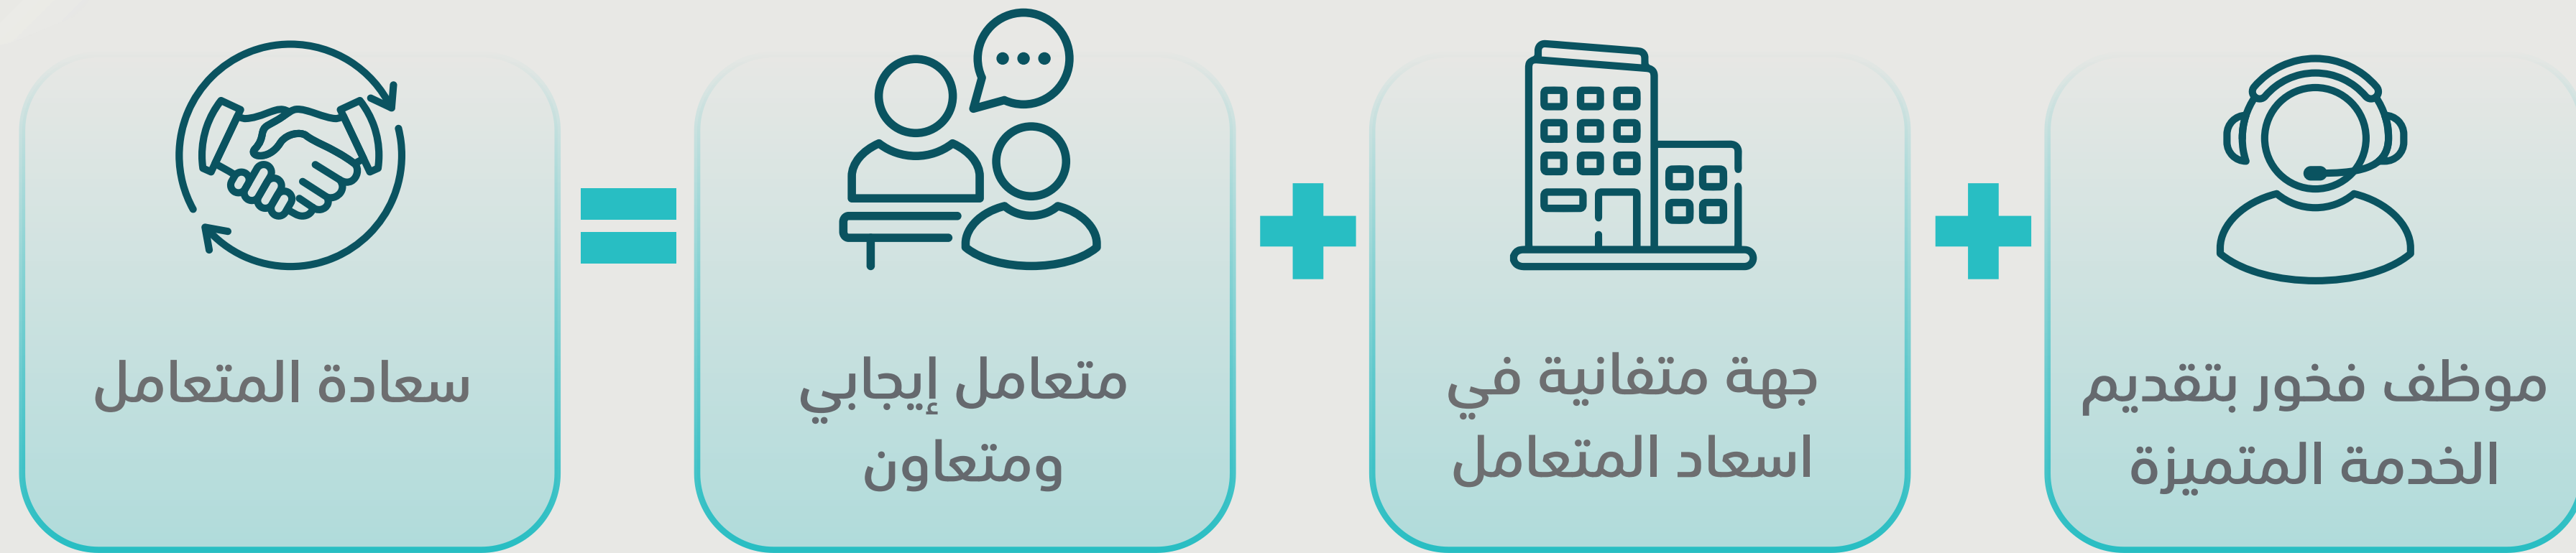 موظف فخور بتقديم
الخدمة المتميزة
+
جهة متفانية في
اسعاد المتعامل
+
متعامل إيجابي
ومتعاون
=
سعادة المتعامل